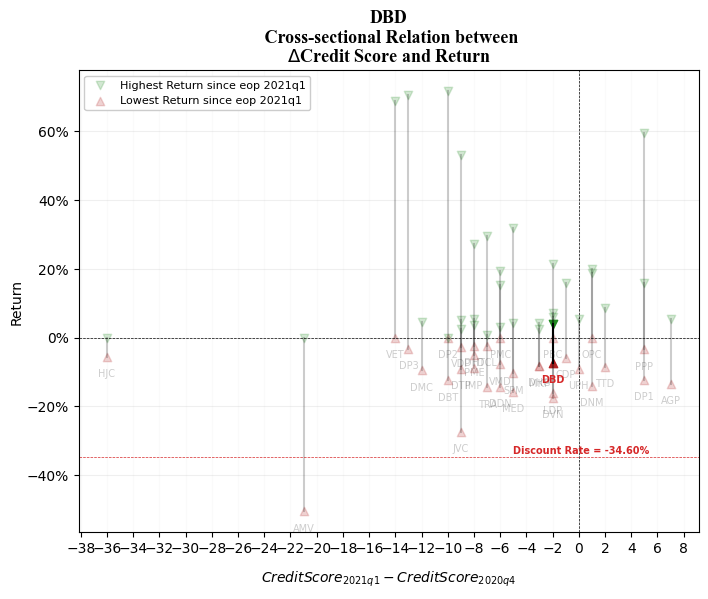 DBD
Cross-sectional Relation between
ΔCredit Score and Return
Highest Return since eop 2021q1
Lowest Return since eop 2021q1
60%
40%
20%
0%
−20%
−40%
Return
HJC
AMV
VET
DP3
DMC
DP2
DBT
JVC
PMC
DBD
OPC
TTD
DNM
PPP
DP1
AGP
MED
DVN
Discount Rate = -34.60%
−38 −36 −34 −32 −30 −28 −26 −24 −22 −20 −18 −16 −14 −12 −10 −8 −6 −4 −2 0 2 4 6 8
CreditScore2021q1 − CreditScore2020q4